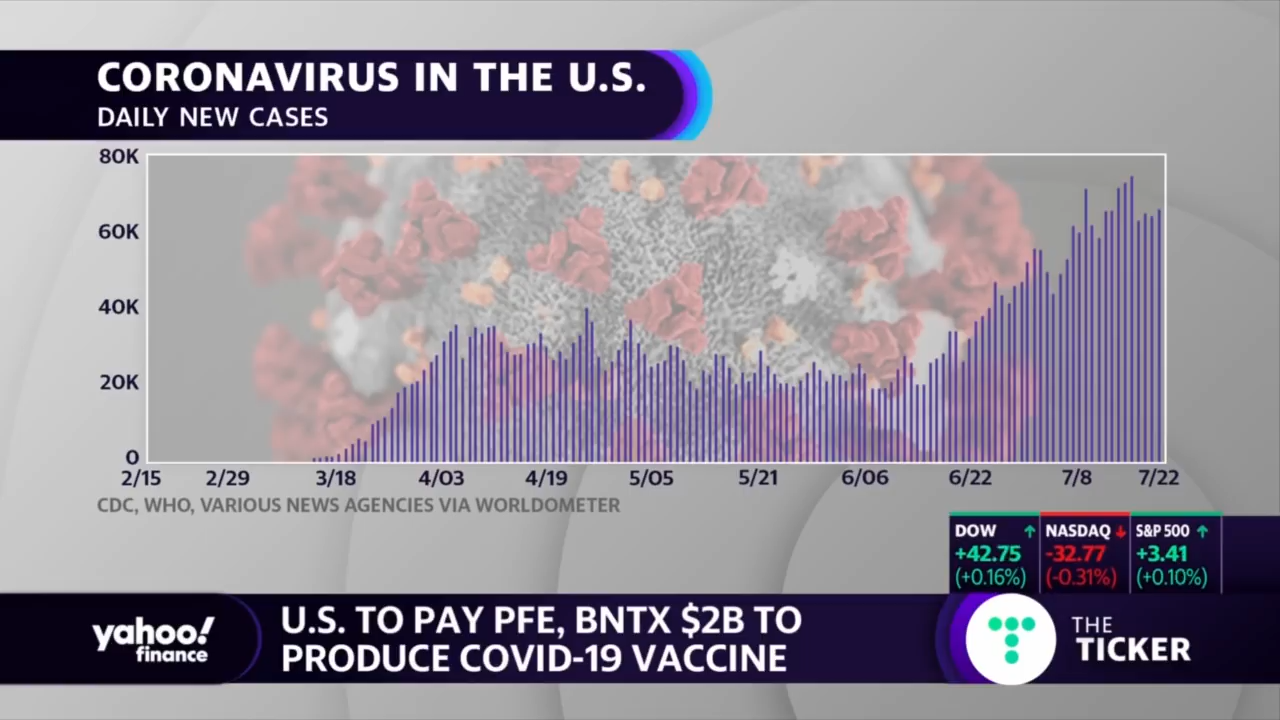 CORONAVIRUS IN THE U.S.
DAILY NEW CASES
80K
60K
40K
20K
0
2/15 2/29 3/18 4/03 4/19 5/05 5/21 6/06 6/22 7/8 7/22
CDC, WHO, VARIOUS NEWS AGENCIES VIA WORLDOMETER
DOW NASDAQ S&P 500
+42.75 -32.77 +3.41
(+0.16%) (-0.31%) (+0.10%)
yahoo!
finance
U.S. TO PAY PFE, BNTX $2B TO
PRODUCE COVID-19 VACCINE
THE
TICKER